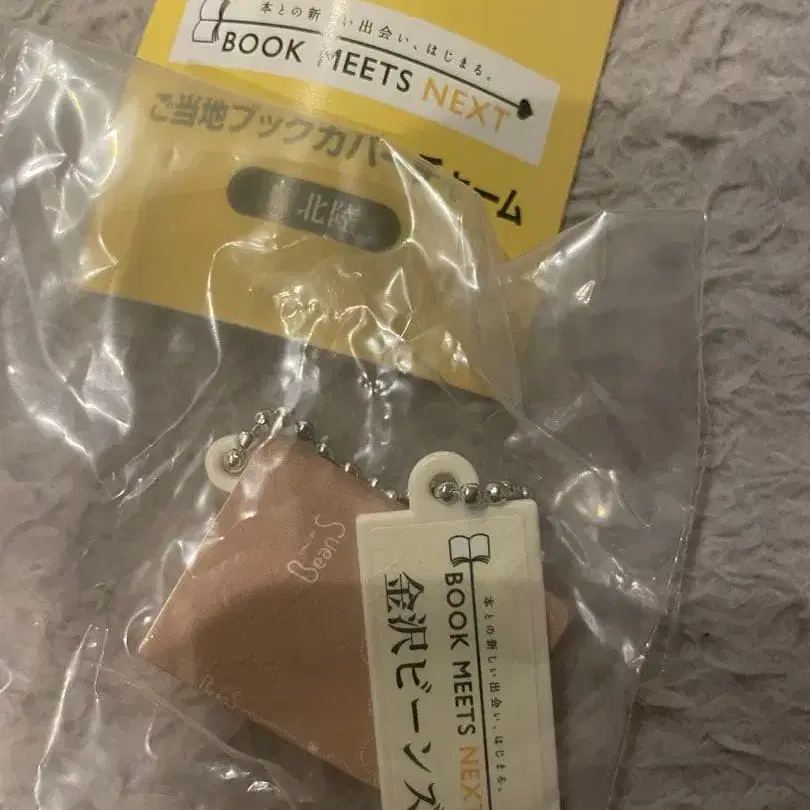 本との新しい出会い、はじまる。
BOOK MEETS NEXT
ご当地ブックカバーチャーム
北陸
Beans
本との新しい出会い、はじまる。
BOOK MEETS NEXT
金沢ビーンズ